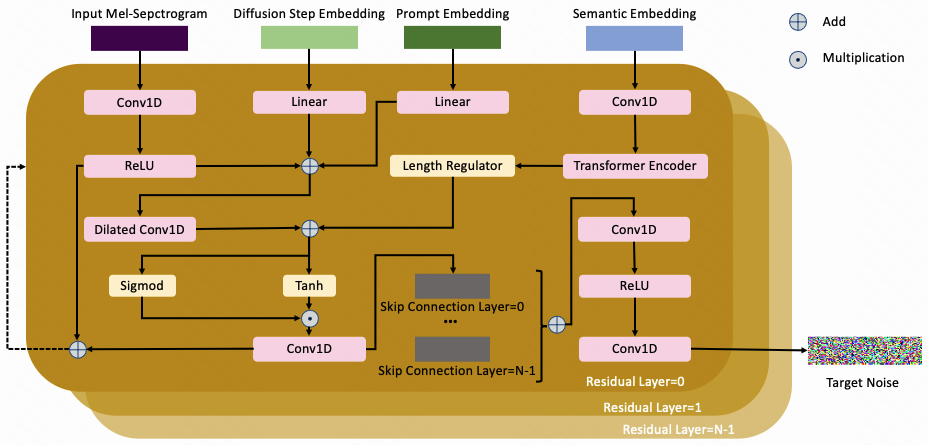 Input Mel-Sepctrogram
Diffusion Step Embedding
Prompt Embedding
Semantic Embedding
Add
Multiplication
Conv1D
Linear
Linear
Conv1D
ReLU
Length Regulator
Transformer Encoder
Dilated Conv1D
Conv1D
Sigmod
Tanh
ReLU
Skip Connection Layer=0
...
Conv1D
Conv1D
Skip Connection Layer=N-1
Target Noise
Residual Layer=0
Residual Layer=1
Residual Layer=N-1